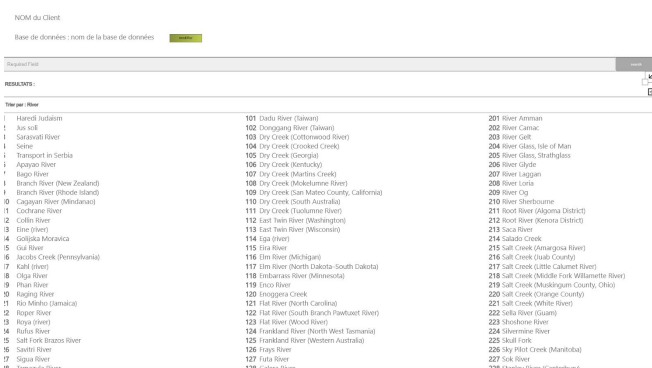 NOM du Client
Base de données : nom de la base de données
Required Field
RESULTATS :
Trier par : River
Haredi Judaism
Jus soli
Sarasvati River
Seine
Transport in Serbia
Apayao River
Bago River
Branch River (New Zealand)
Branch River (Rhode Island)
Cagayan River (Mindanao)
Cochrane River
Collin River
Eine (river)
Golijska Moravica
Gui River
Jacobs Creek (Pennsylvania)
Kahl (river)
Olga River
Phan River
Raging River
Rio Minho (Jamaica)
Roper River
Roya (river)
Rufus River
Salt Fork Brazos River
Savitri River
Sigua River
101 Dadu River (Taiwan)
102 Donggang River (Taiwan)
103 Dry Creek (Cottonwood River)
104 Dry Creek (Crooked Creek)
105 Dry Creek (Georgia)
106 Dry Creek (Kentucky)
107 Dry Creek (Martins Creek)
108 Dry Creek (Mokelumne River)
109 Dry Creek (San Mateo County, California)
110 Dry Creek (South Australia)
111 Dry Creek (Tuolumne River)
112 East Twin River (Washington)
113 East Twin River (Wisconsin)
114 Ega (river)
115 Eira River
116 Elm River (Michigan)
117 Elm River (North Dakota–South Dakota)
118 Embarrass River (Minnesota)
119 Enco River
120 Enoggera Creek
121 Flat River (North Carolina)
122 Flat River (South Branch Pawtuxet River)
123 Flat River (Wood River)
124 Frankland River (North West Tasmania)
125 Frankland River (Western Australia)
126 Frays River
127 Futa River
201 River Amman
202 River Camac
203 River Gelt
204 River Glass, Isle of Man
205 River Glass, Strathglass
206 River Glyde
207 River Laggan
208 River Loria
209 River Og
210 River Sherbourne
211 Root River (Algoma District)
212 Root River (Kenora District)
213 Saca River
214 Salado Creek
215 Salt Creek (Amargosa River)
216 Salt Creek (Juab County)
217 Salt Creek (Little Calumet River)
218 Salt Creek (Middle Fork Willamette River)
219 Salt Creek (Muskingum County, Ohio)
220 Salt Creek (Orange County)
221 Salt Creek (White River)
222 Sella River (Guam)
223 Shoshone River
224 Silvermine River
225 Skull Fork
226 Sky Pilot Creek (Manitoba)
227 Sok River